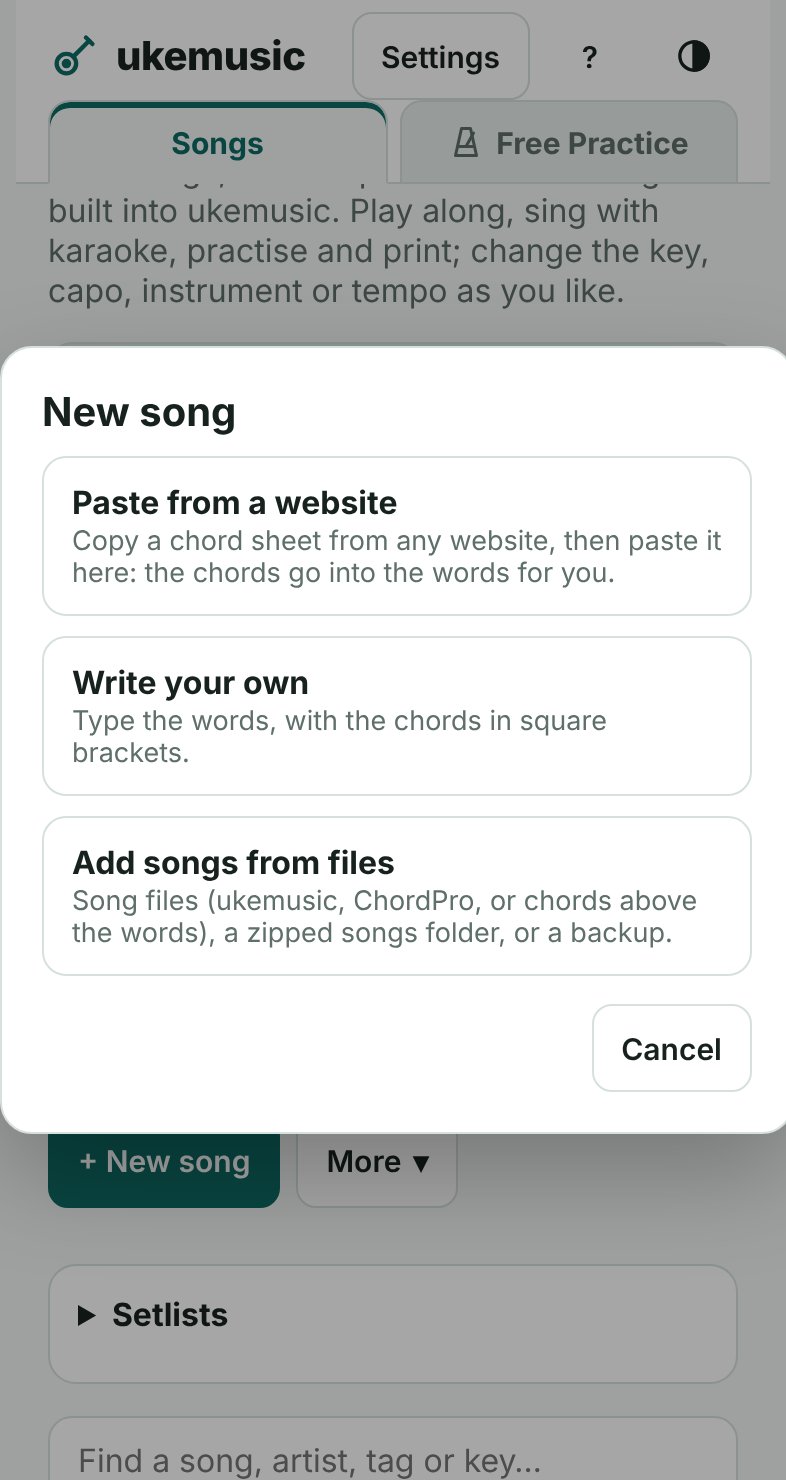 ukemusic
Settings
?
Songs
Free Practice
built into ukemusic. Play along, sing with
karaoke, practise and print; change the key,
capo, instrument or tempo as you like.
New song
Paste from a website
Copy a chord sheet from any website, then paste it
here: the chords go into the words for you.
Write your own
Type the words, with the chords in square
brackets.
Add songs from files
Song files (ukemusic, ChordPro, or chords above
the words), a zipped songs folder, or a backup.
Cancel
+ New song
More ▾
▶ Setlists
Find a song, artist, tag or key...